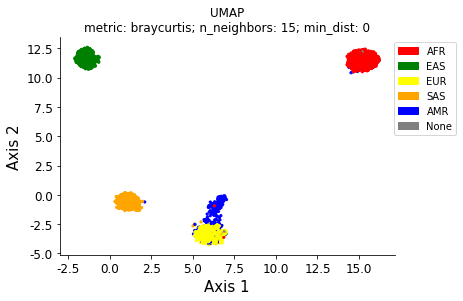 UMAP
metric: braycurtis; n_neighbors: 15; min_dist: 0
12.5
10.0
7.5
5.0
2.5
0.0
-2.5
-5.0
Axis 2
-2.5 0.0 2.5 5.0 7.5 10.0 12.5 15.0
Axis 1
AFR
EAS
EUR
SAS
AMR
None